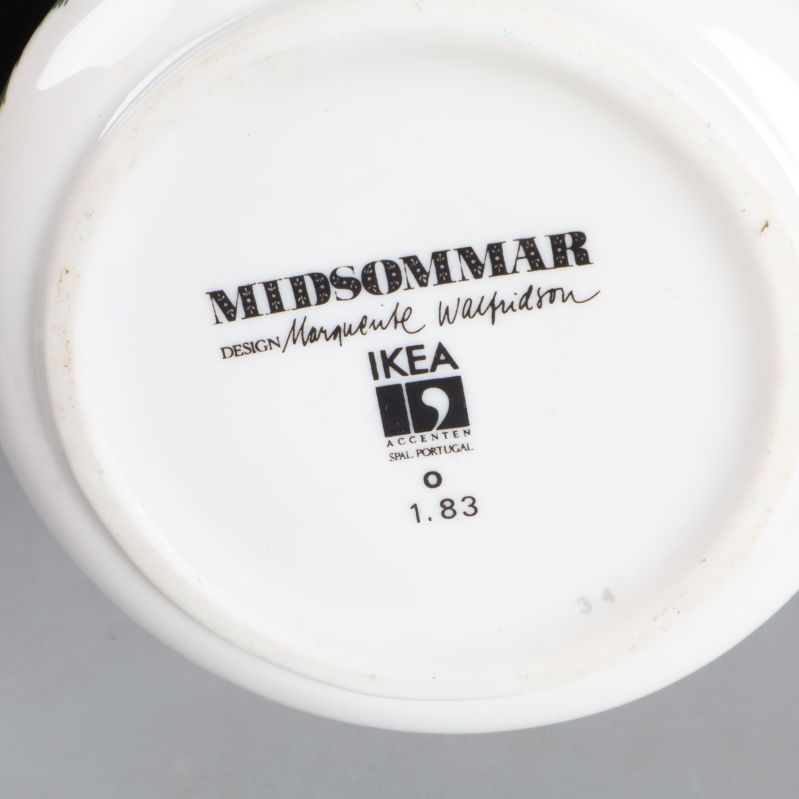 MIDSOMMAR
DESIGN Marguerite Walfridson
IKEA
ACCENTEN
SPAL PORTUGAL
O
1.83
34